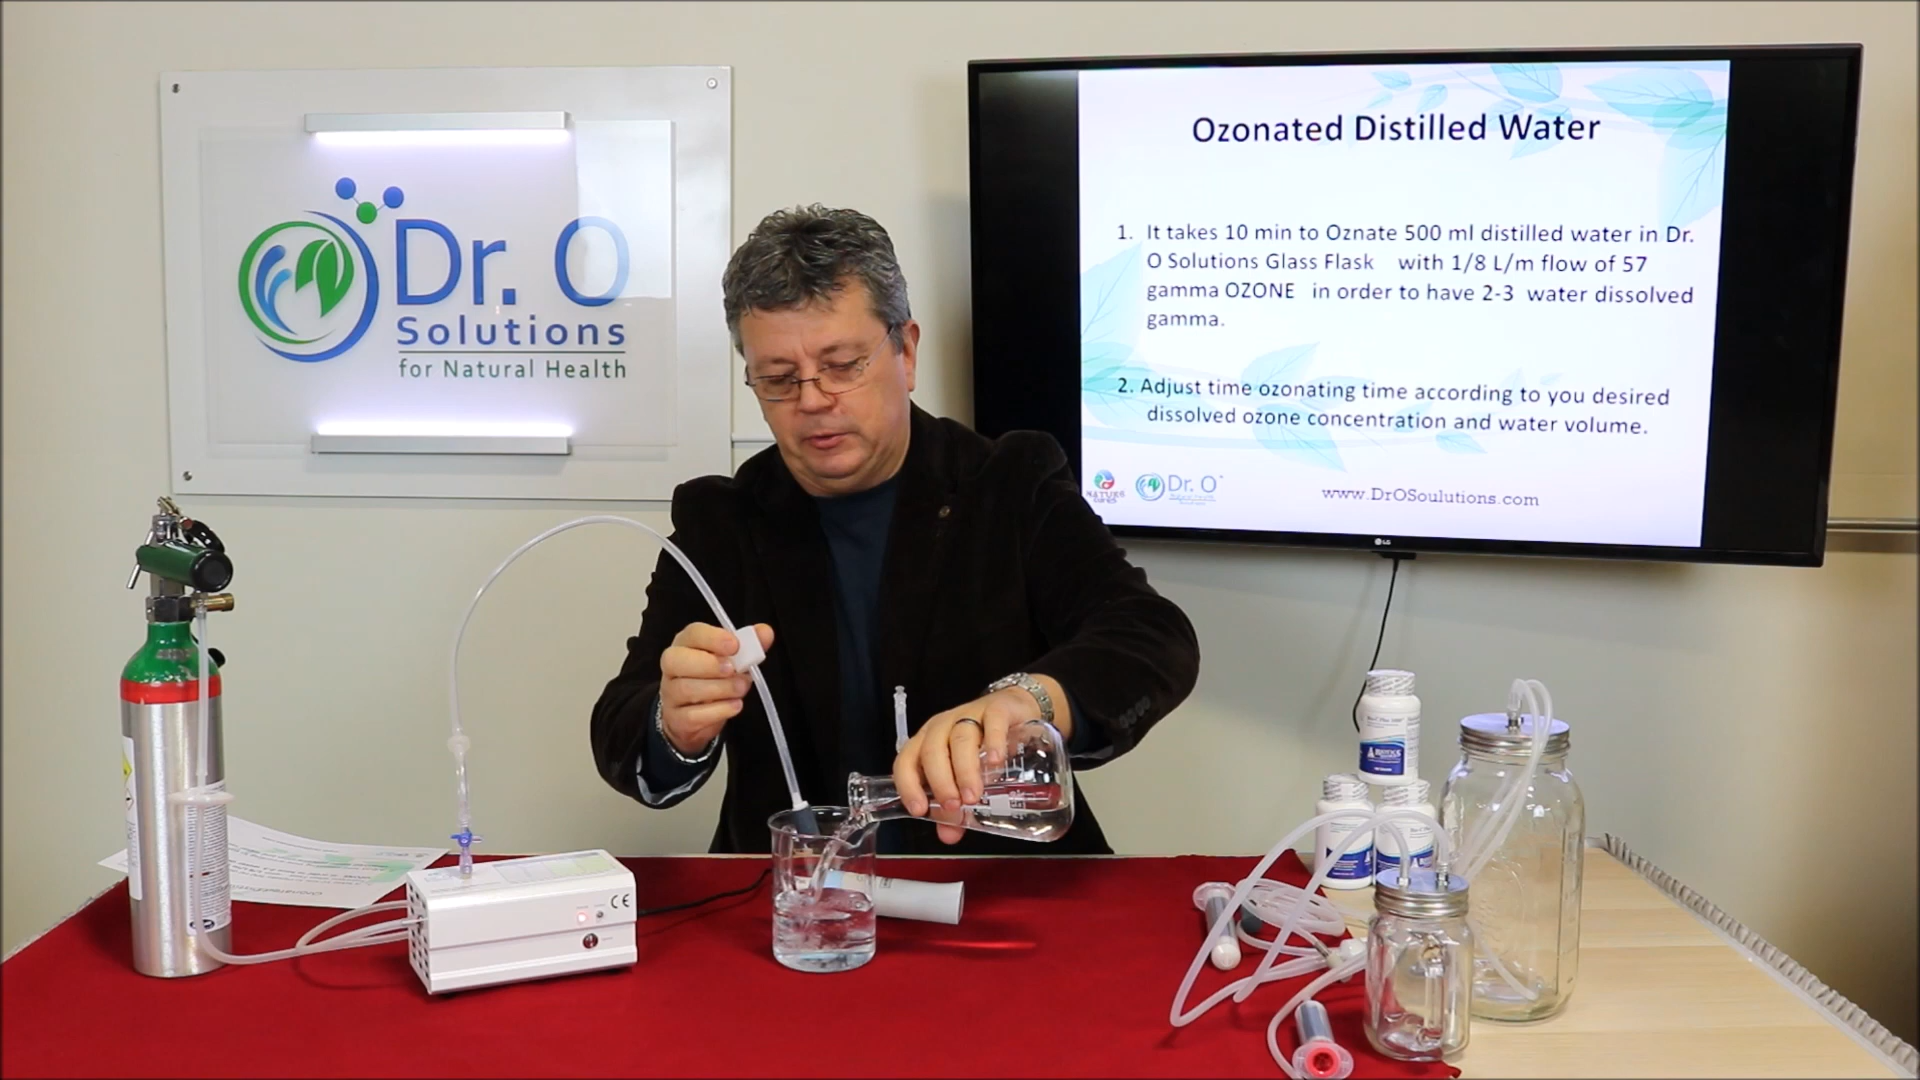 Dr. O
Solutions
for Natural Health
Ozonated Distilled Water
1. It takes 10 min to Oznate 500 ml distilled water in Dr.
O Solutions Glass Flask with 1/8 L/m flow of 57
gamma OZONE in order to have 2-3 water dissolved
gamma.
2. Adjust time ozonating time according to you desired
dissolved ozone concentration and water volume.
Dr. O
www.DrOSoulutions.com
LG
CE